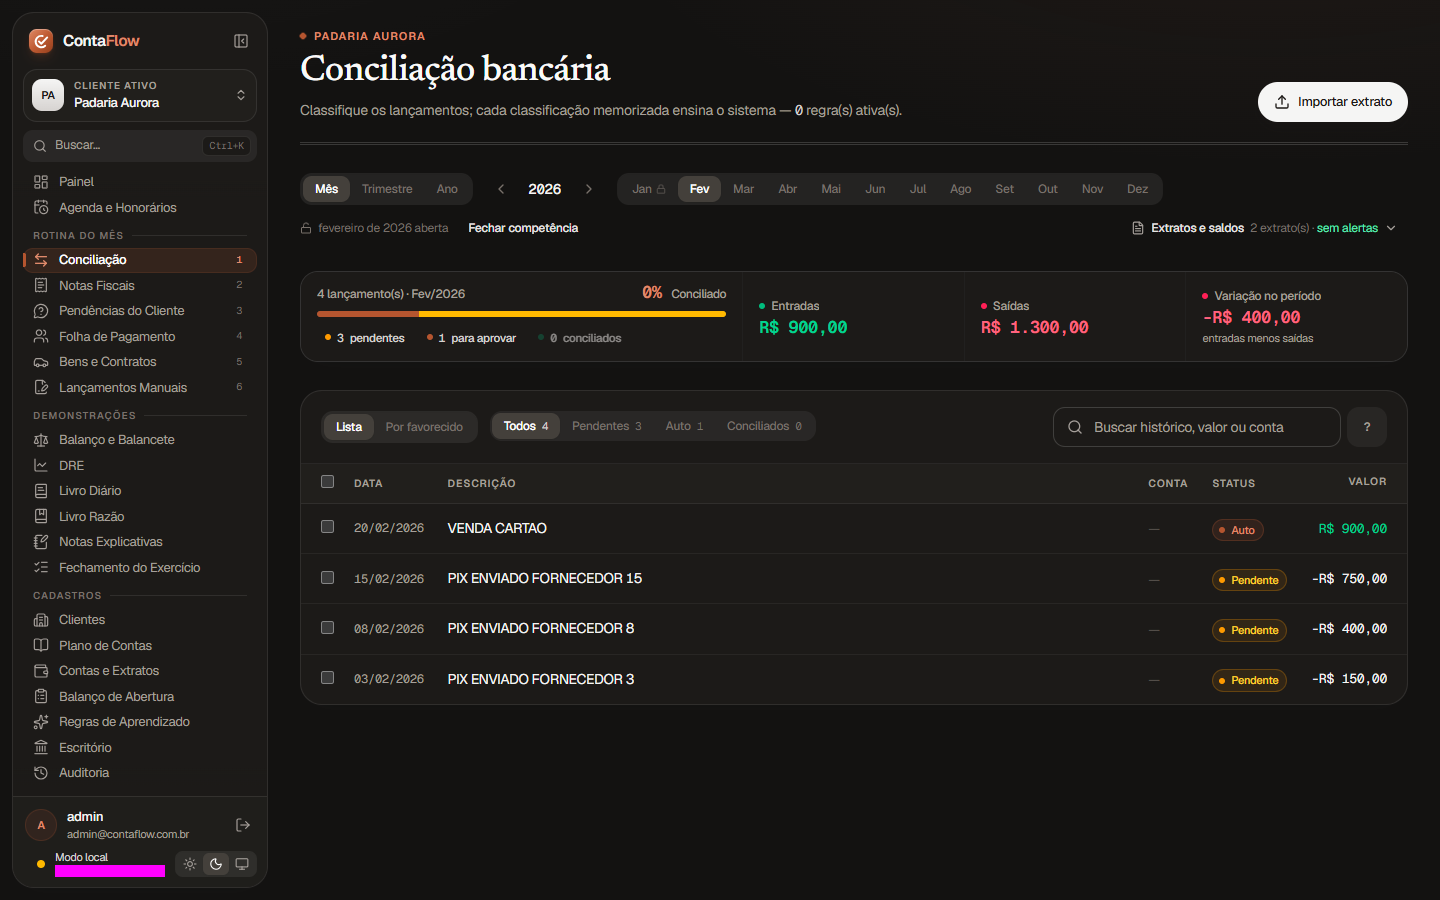 ContaFlow
PA
CLIENTE ATIVO
Padaria Aurora
Buscar...
Ctrl+K
Painel
Agenda e Honorários
ROTINA DO MÊS
Conciliação 1
Notas Fiscais 2
Pendências do Cliente 3
Folha de Pagamento 4
Bens e Contratos 5
Lançamentos Manuais 6
DEMONSTRAÇÕES
Balanço e Balancete
DRE
Livro Diário
Livro Razão
Notas Explicativas
Fechamento do Exercício
CADASTROS
Clientes
Plano de Contas
Contas e Extratos
Balanço de Abertura
Regras de Aprendizado
Escritório
Auditoria
A
admin
admin@contaflow.com.br
Modo local
PADARIA AURORA
Conciliação bancária
Classifique os lançamentos; cada classificação memorizada ensina o sistema — 0 regra(s) ativa(s).
Importar extrato
Mês Trimestre Ano
2026
Jan Fev Mar Abr Mai Jun Jul Ago Set Out Nov Dez
fevereiro de 2026 aberta Fechar competência
Extratos e saldos 2 extrato(s) · sem alertas
4 lançamento(s) · Fev/2026
0% Conciliado
3 pendentes
1 para aprovar
0 conciliados
Entradas
R$ 900,00
Saídas
R$ 1.300,00
Variação no período
-R$ 400,00
entradas menos saídas
Lista Por favorecido
Todos 4 Pendentes 3 Auto 1 Conciliados 0
Buscar histórico, valor ou conta
?
DATA DESCRIÇÃO CONTA STATUS VALOR
20/02/2026 VENDA CARTAO — Auto R$ 900,00
15/02/2026 PIX ENVIADO FORNECEDOR 15 — Pendente -R$ 750,00
08/02/2026 PIX ENVIADO FORNECEDOR 8 — Pendente -R$ 400,00
03/02/2026 PIX ENVIADO FORNECEDOR 3 — Pendente -R$ 150,00